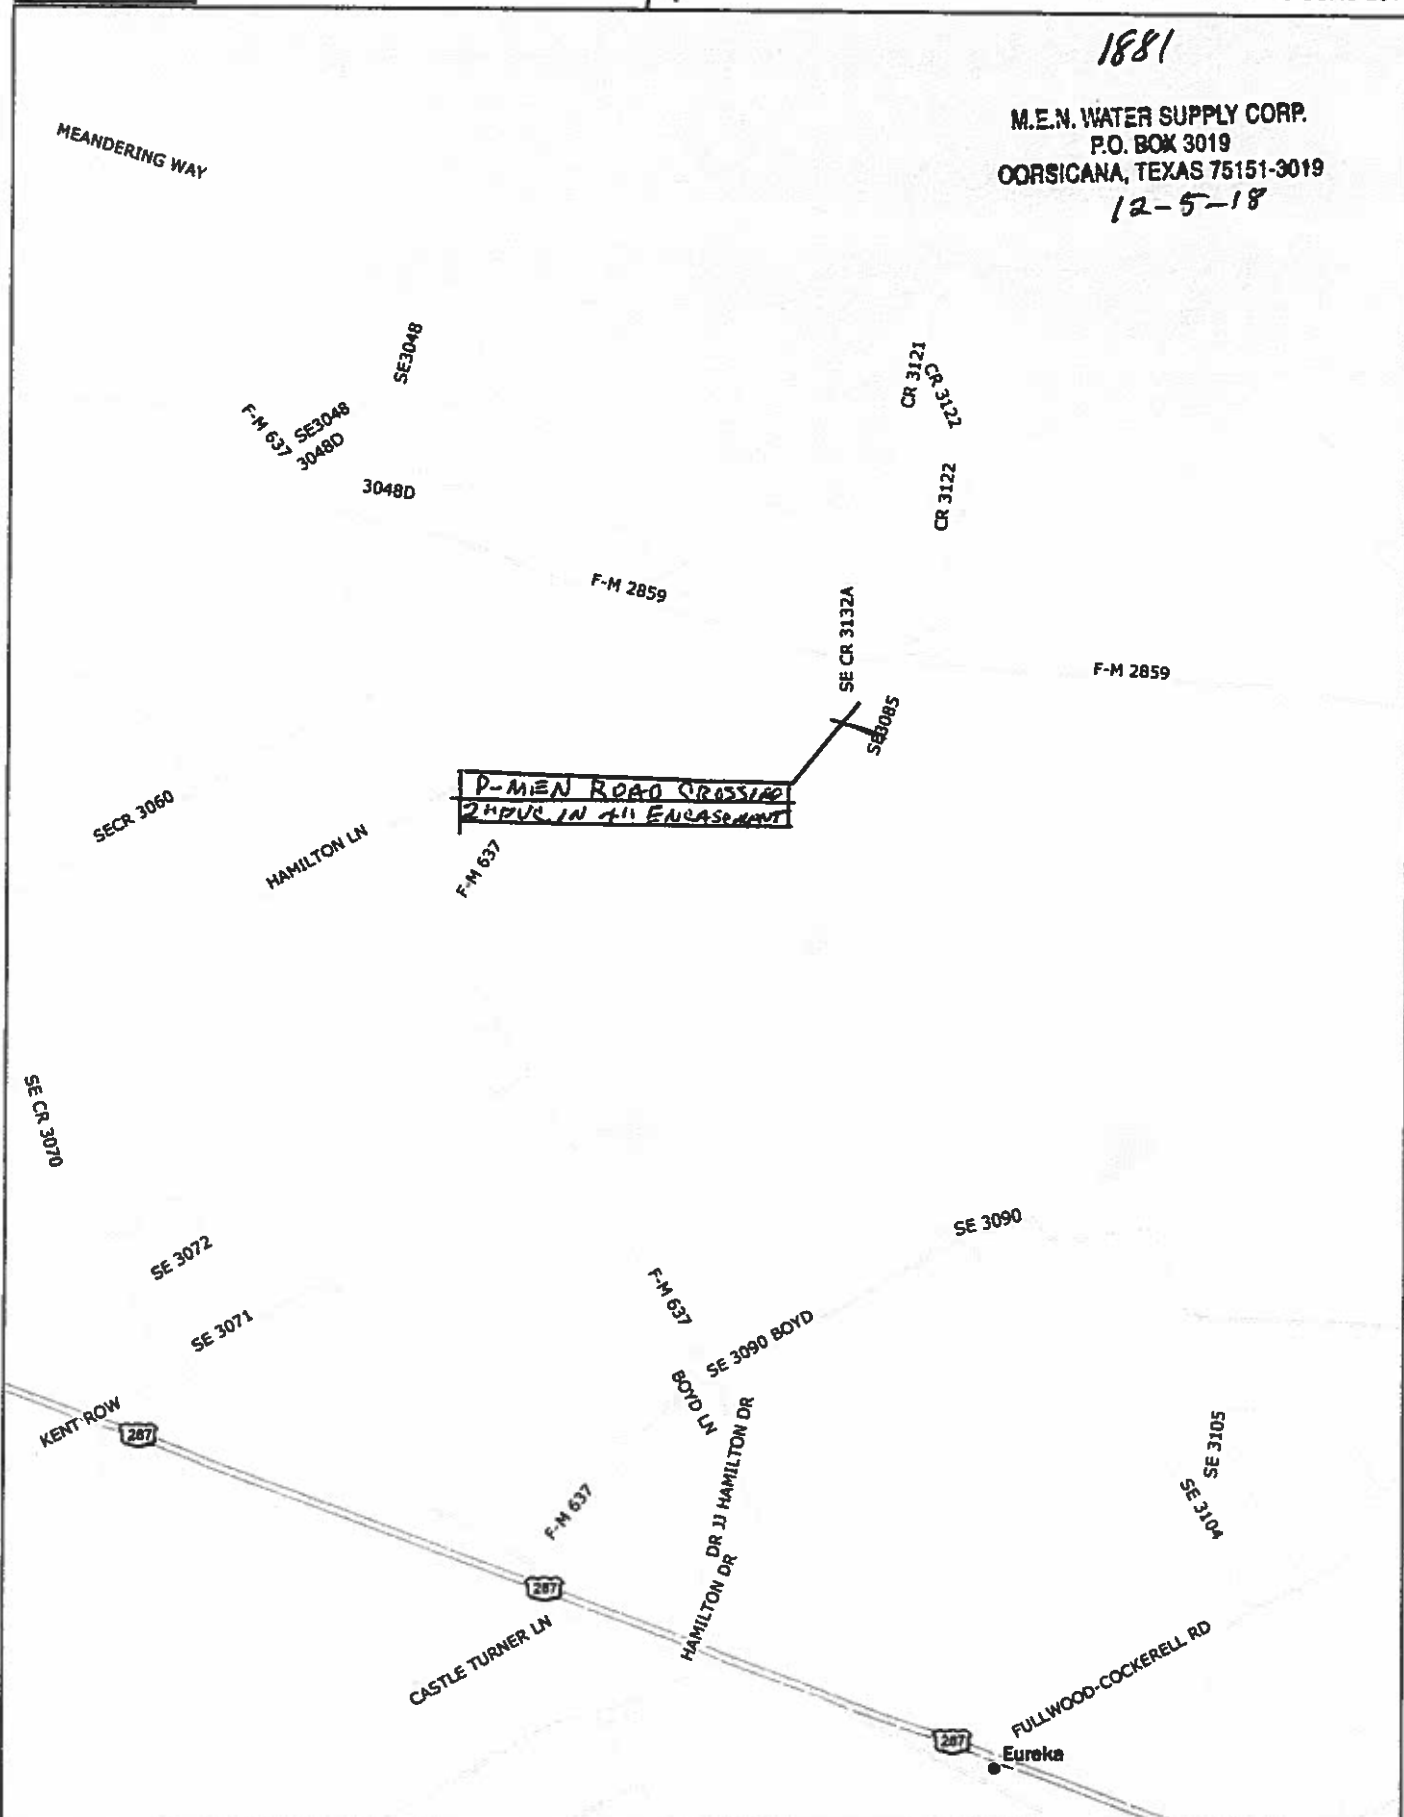 1881
M.E.N. WATER SUPPLY CORP.
P.O. BOX 3019
CORSICANA, TEXAS 75151-3019
12-5-18
MEANDERING WAY
SE3048
CR 3121
CR 3122
F-M 637
SE3048
3048D
3048D
CR 3122
F-M 2859
SE CR 3132A
F-M 2859
SE3085
P-MEN ROAD CROSSING
2" PVC IN 4" ENCASEMENT
SECR 3060
HAMILTON LN
F-M 637
SE CR 3070
SE 3090
SE 3072
F-M 637
SE 3071
SE 3090 BOYD
BOYD LN
KENT ROW
287
DR JJ HAMILTON DR
SE 3105
SE 3104
F-M 637
287
HAMILTON DR
CASTLE TURNER LN
FULLWOOD-COCKERELL RD
287
Eureka